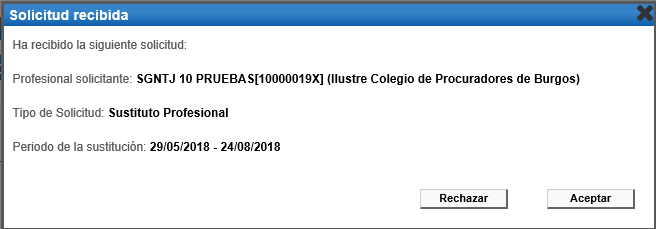 Solicitud recibida
Ha recibido la siguiente solicitud:
Profesional solicitante: SGNTJ 10 PRUEBAS[10000019X] (Ilustre Colegio de Procuradores de Burgos)
Tipo de Solicitud: Sustituto Profesional
Periodo de la sustitución: 29/05/2018 - 24/08/2018
Rechazar Aceptar